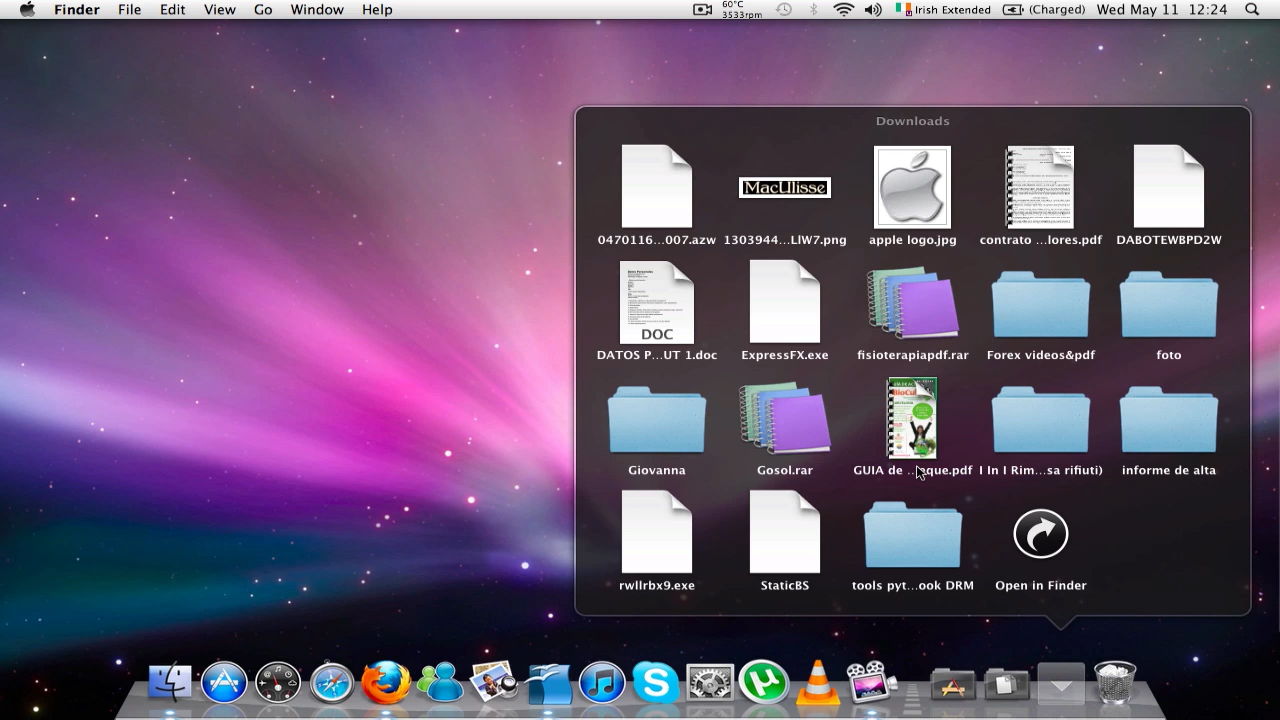 Finder File Edit View Go Window Help 60°C 3533rpm Irish Extended (Charged) Wed May 11 12:24
Downloads
MacUlisse
0470116...007.azw 1303944...LlW7.png apple logo.jpg contrato ...lores.pdf DABOTEWBPD2W
DOC
DATOS P...UT 1.doc ExpressFX.exe fisioterapiapdf.rar Forex videos&pdf foto
BioCul
Giovanna Gosol.rar GUIA de ...que.pdf I In I Rim...sa rifiuti) informe de alta
rwllrbx9.exe StaticBS tools pyt...ook DRM Open in Finder